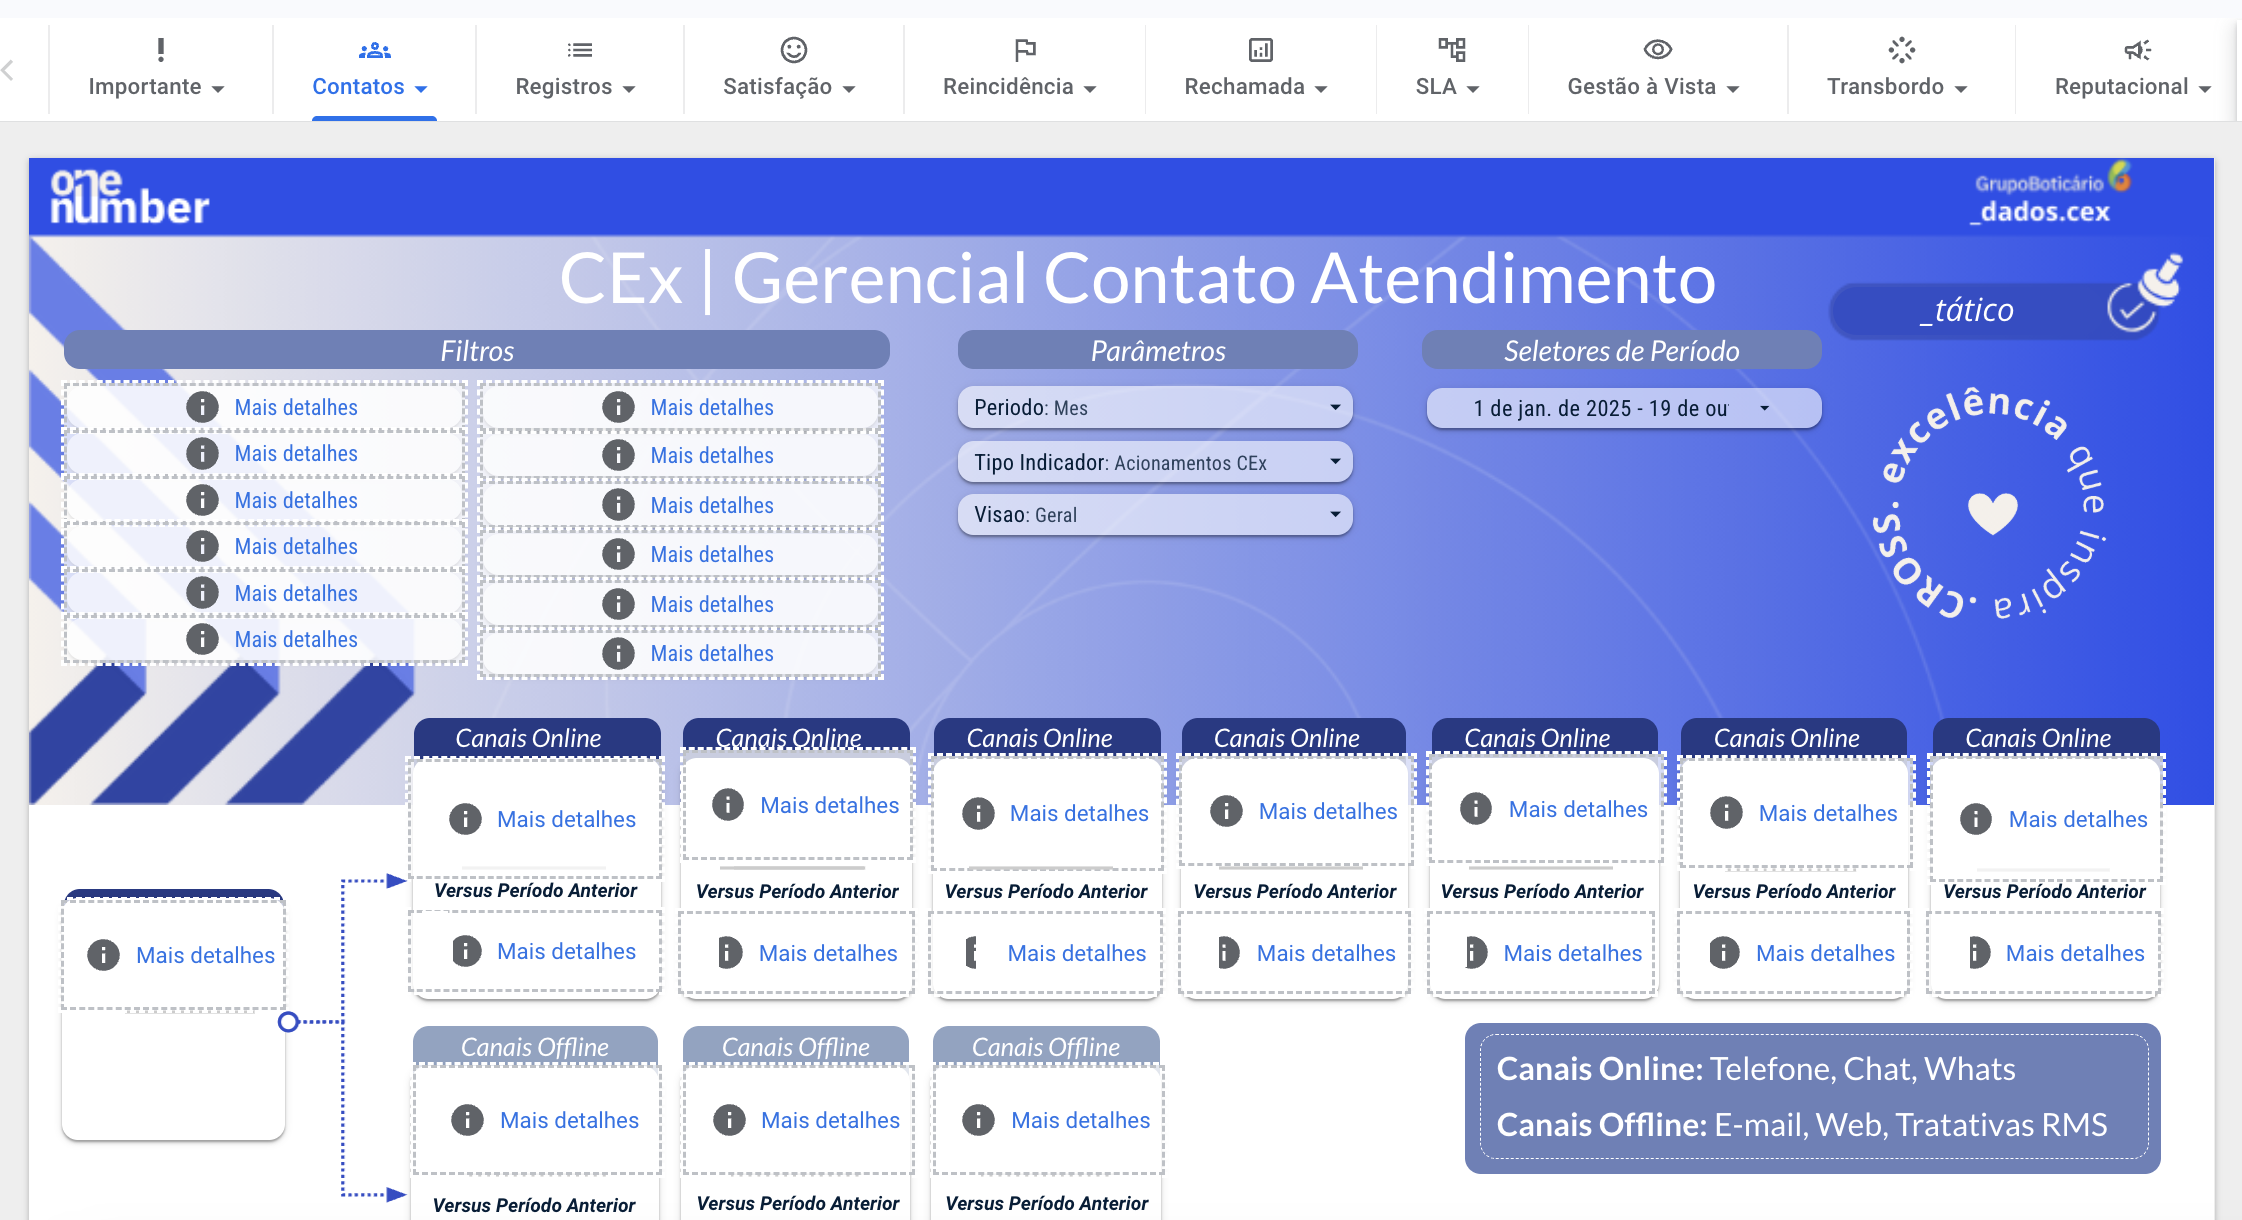 Importante
Contatos
Registros
Satisfação
Reincidência
Rechamada
SLA
Gestão à Vista
Transbordo
Reputacional
one
number
GrupoBoticário
_dados.cex
CEx | Gerencial Contato Atendimento
_tático
Filtros
Parâmetros
Seletores de Período
Mais detalhes
Mais detalhes
Mais detalhes
Mais detalhes
Mais detalhes
Mais detalhes
Mais detalhes
Mais detalhes
Mais detalhes
Mais detalhes
Mais detalhes
Mais detalhes
Periodo: Mes
Tipo Indicador: Acionamentos CEx
Visao: Geral
1 de jan. de 2025 - 19 de ou
.CROSS. excelência que inspira
Canais Online
Canais Online
Canais Online
Canais Online
Canais Online
Canais Online
Canais Online
Mais detalhes
Mais detalhes
Mais detalhes
Mais detalhes
Mais detalhes
Mais detalhes
Mais detalhes
Versus Período Anterior
Versus Período Anterior
Versus Período Anterior
Versus Período Anterior
Versus Período Anterior
Versus Período Anterior
Versus Período Anterior
Mais detalhes
Mais detalhes
Mais detalhes
Mais detalhes
Mais detalhes
Mais detalhes
Mais detalhes
Mais detalhes
Canais Offline
Canais Offline
Canais Offline
Mais detalhes
Mais detalhes
Mais detalhes
Versus Período Anterior
Versus Período Anterior
Versus Período Anterior
Canais Online: Telefone, Chat, Whats
Canais Offline: E-mail, Web, Tratativas RMS